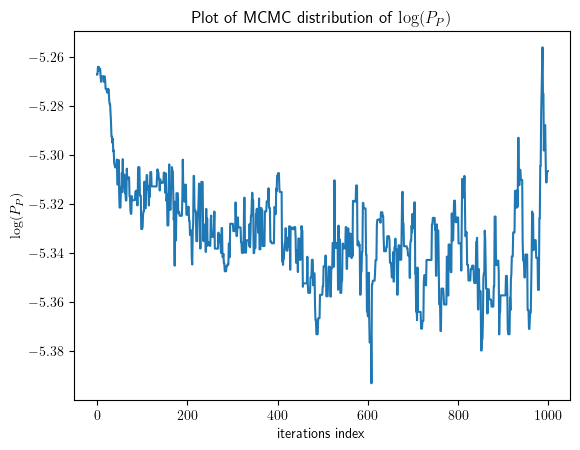 Plot of MCMC distribution of log(P_P)
log(P_P)
−5.26
−5.28
−5.30
−5.32
−5.34
−5.36
−5.38
0 200 400 600 800 1000
iterations index